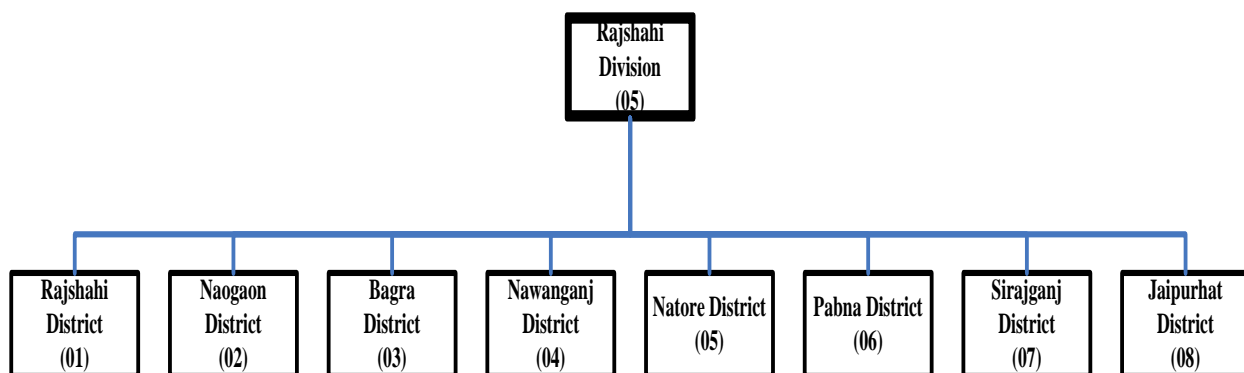 Rajshahi
Division
(05)
Rajshahi
District
(01)
Naogaon
District
(02)
Bagra
District
(03)
Nawanganj
District
(04)
Natore District
(05)
Pabna District
(06)
Sirajganj
District
(07)
Jaipurhat
District
(08)